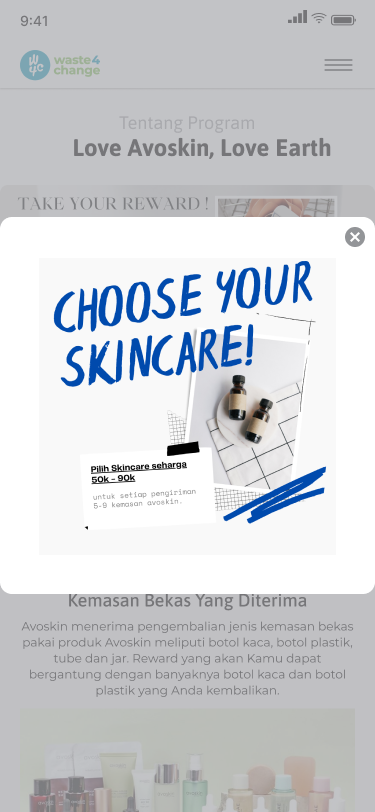 9:41
waste4
change
Tentang Program
Love Avoskin, Love Earth
TAKE YOUR REWARD !
CHOOSE YOUR
SKINCARE!
Pilih Skincare seharga
50k - 90k
untuk setiap pengiriman
5-9 kemasan avoskin.
Kemasan Bekas Yang Diterima
Avoskin menerima pengembalian jenis kemasan bekas
pakai produk Avoskin meliputi botol kaca, botol plastik,
tube dan jar. Reward yang akan Kamu dapat
bergantung dengan banyaknya botol kaca dan botol
plastik yang Anda kembalikan.